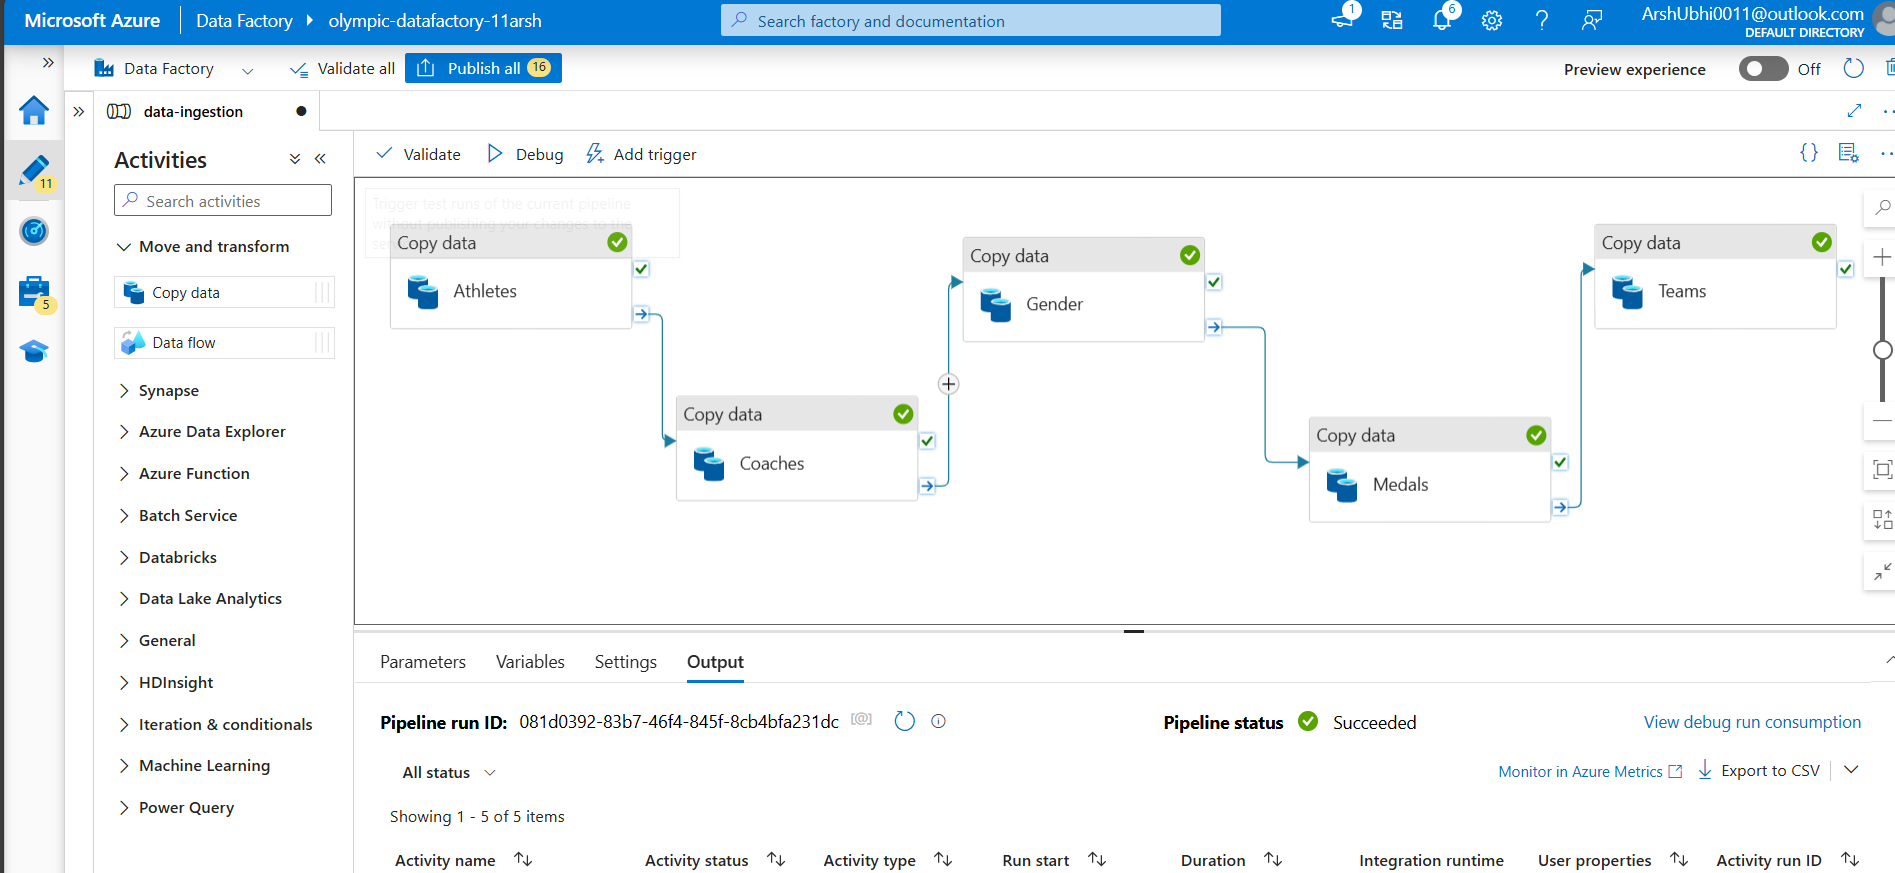 Microsoft Azure
Data Factory
olympic-datafactory-11arsh
Search factory and documentation
1
6
ArshUbhi0011@outlook.com
DEFAULT DIRECTORY
Data Factory
Validate all
Publish all 16
Preview experience
Off
data-ingestion
11
5
Activities
Search activities
Move and transform
Copy data
Data flow
Synapse
Azure Data Explorer
Azure Function
Batch Service
Databricks
Data Lake Analytics
General
HDInsight
Iteration & conditionals
Machine Learning
Power Query
Validate
Debug
Add trigger
Trigger test runs of the current pipeline
without publishing your changes to the
Copy data
Athletes
Copy data
Coaches
Copy data
Gender
Copy data
Medals
Copy data
Teams
Parameters
Variables
Settings
Output
Pipeline run ID: 081d0392-83b7-46f4-845f-8cb4bfa231dc
Pipeline status
Succeeded
View debug run consumption
All status
Monitor in Azure Metrics
Export to CSV
Showing 1 - 5 of 5 items
Activity name
Activity status
Activity type
Run start
Duration
Integration runtime
User properties
Activity run ID